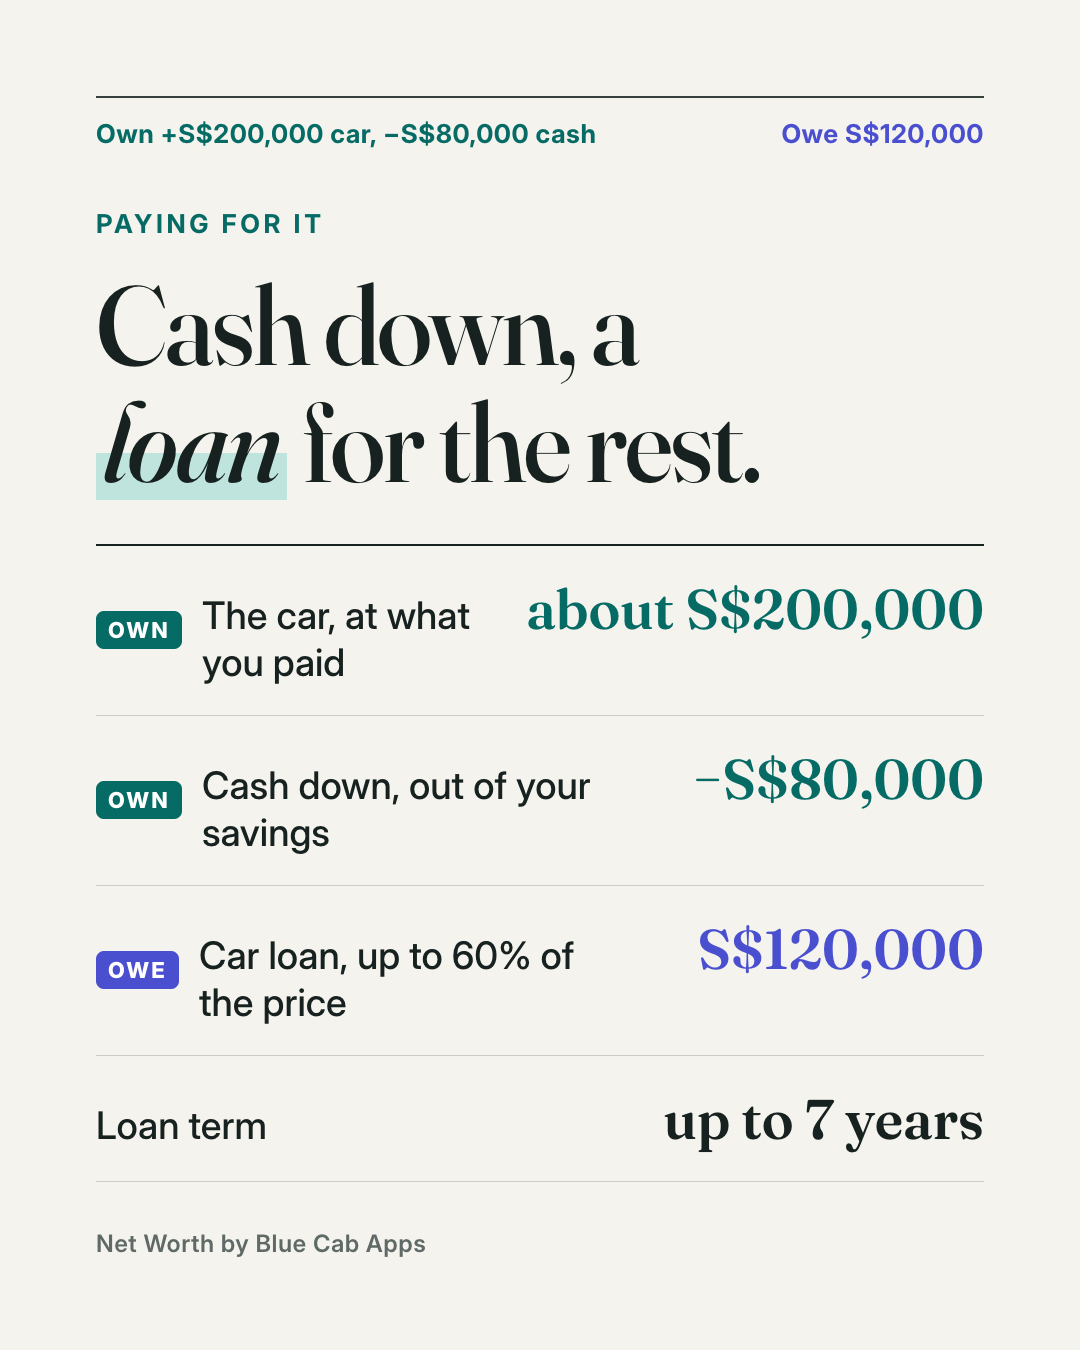 Own +S$200,000 car, −S$80,000 cash
Owe S$120,000
PAYING FOR IT
Cash down, a
loan for the rest.
OWN
The car, at what
you paid
about S$200,000
OWN
Cash down, out of your
savings
−S$80,000
OWE
Car loan, up to 60% of
the price
S$120,000
Loan term
up to 7 years
Net Worth by Blue Cab Apps